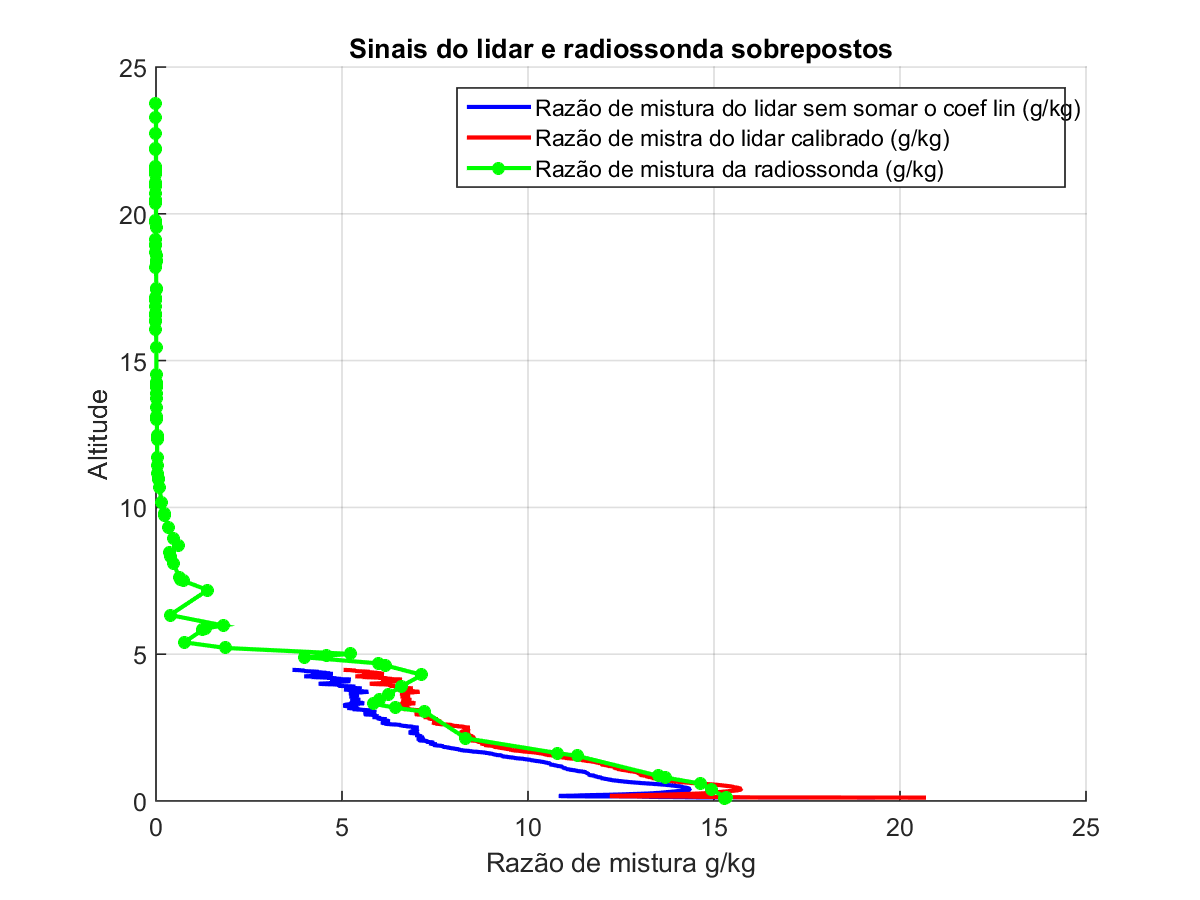 Sinais do lidar e radiossonda sobrepostos
25
Razão de mistura do lidar sem somar o coef lin (g/kg)
Razão de mistra do lidar calibrado (g/kg)
Razão de mistura da radiossonda (g/kg)
20
15
Altitude
10
5
0
0 5 10 15 20 25
Razão de mistura g/kg